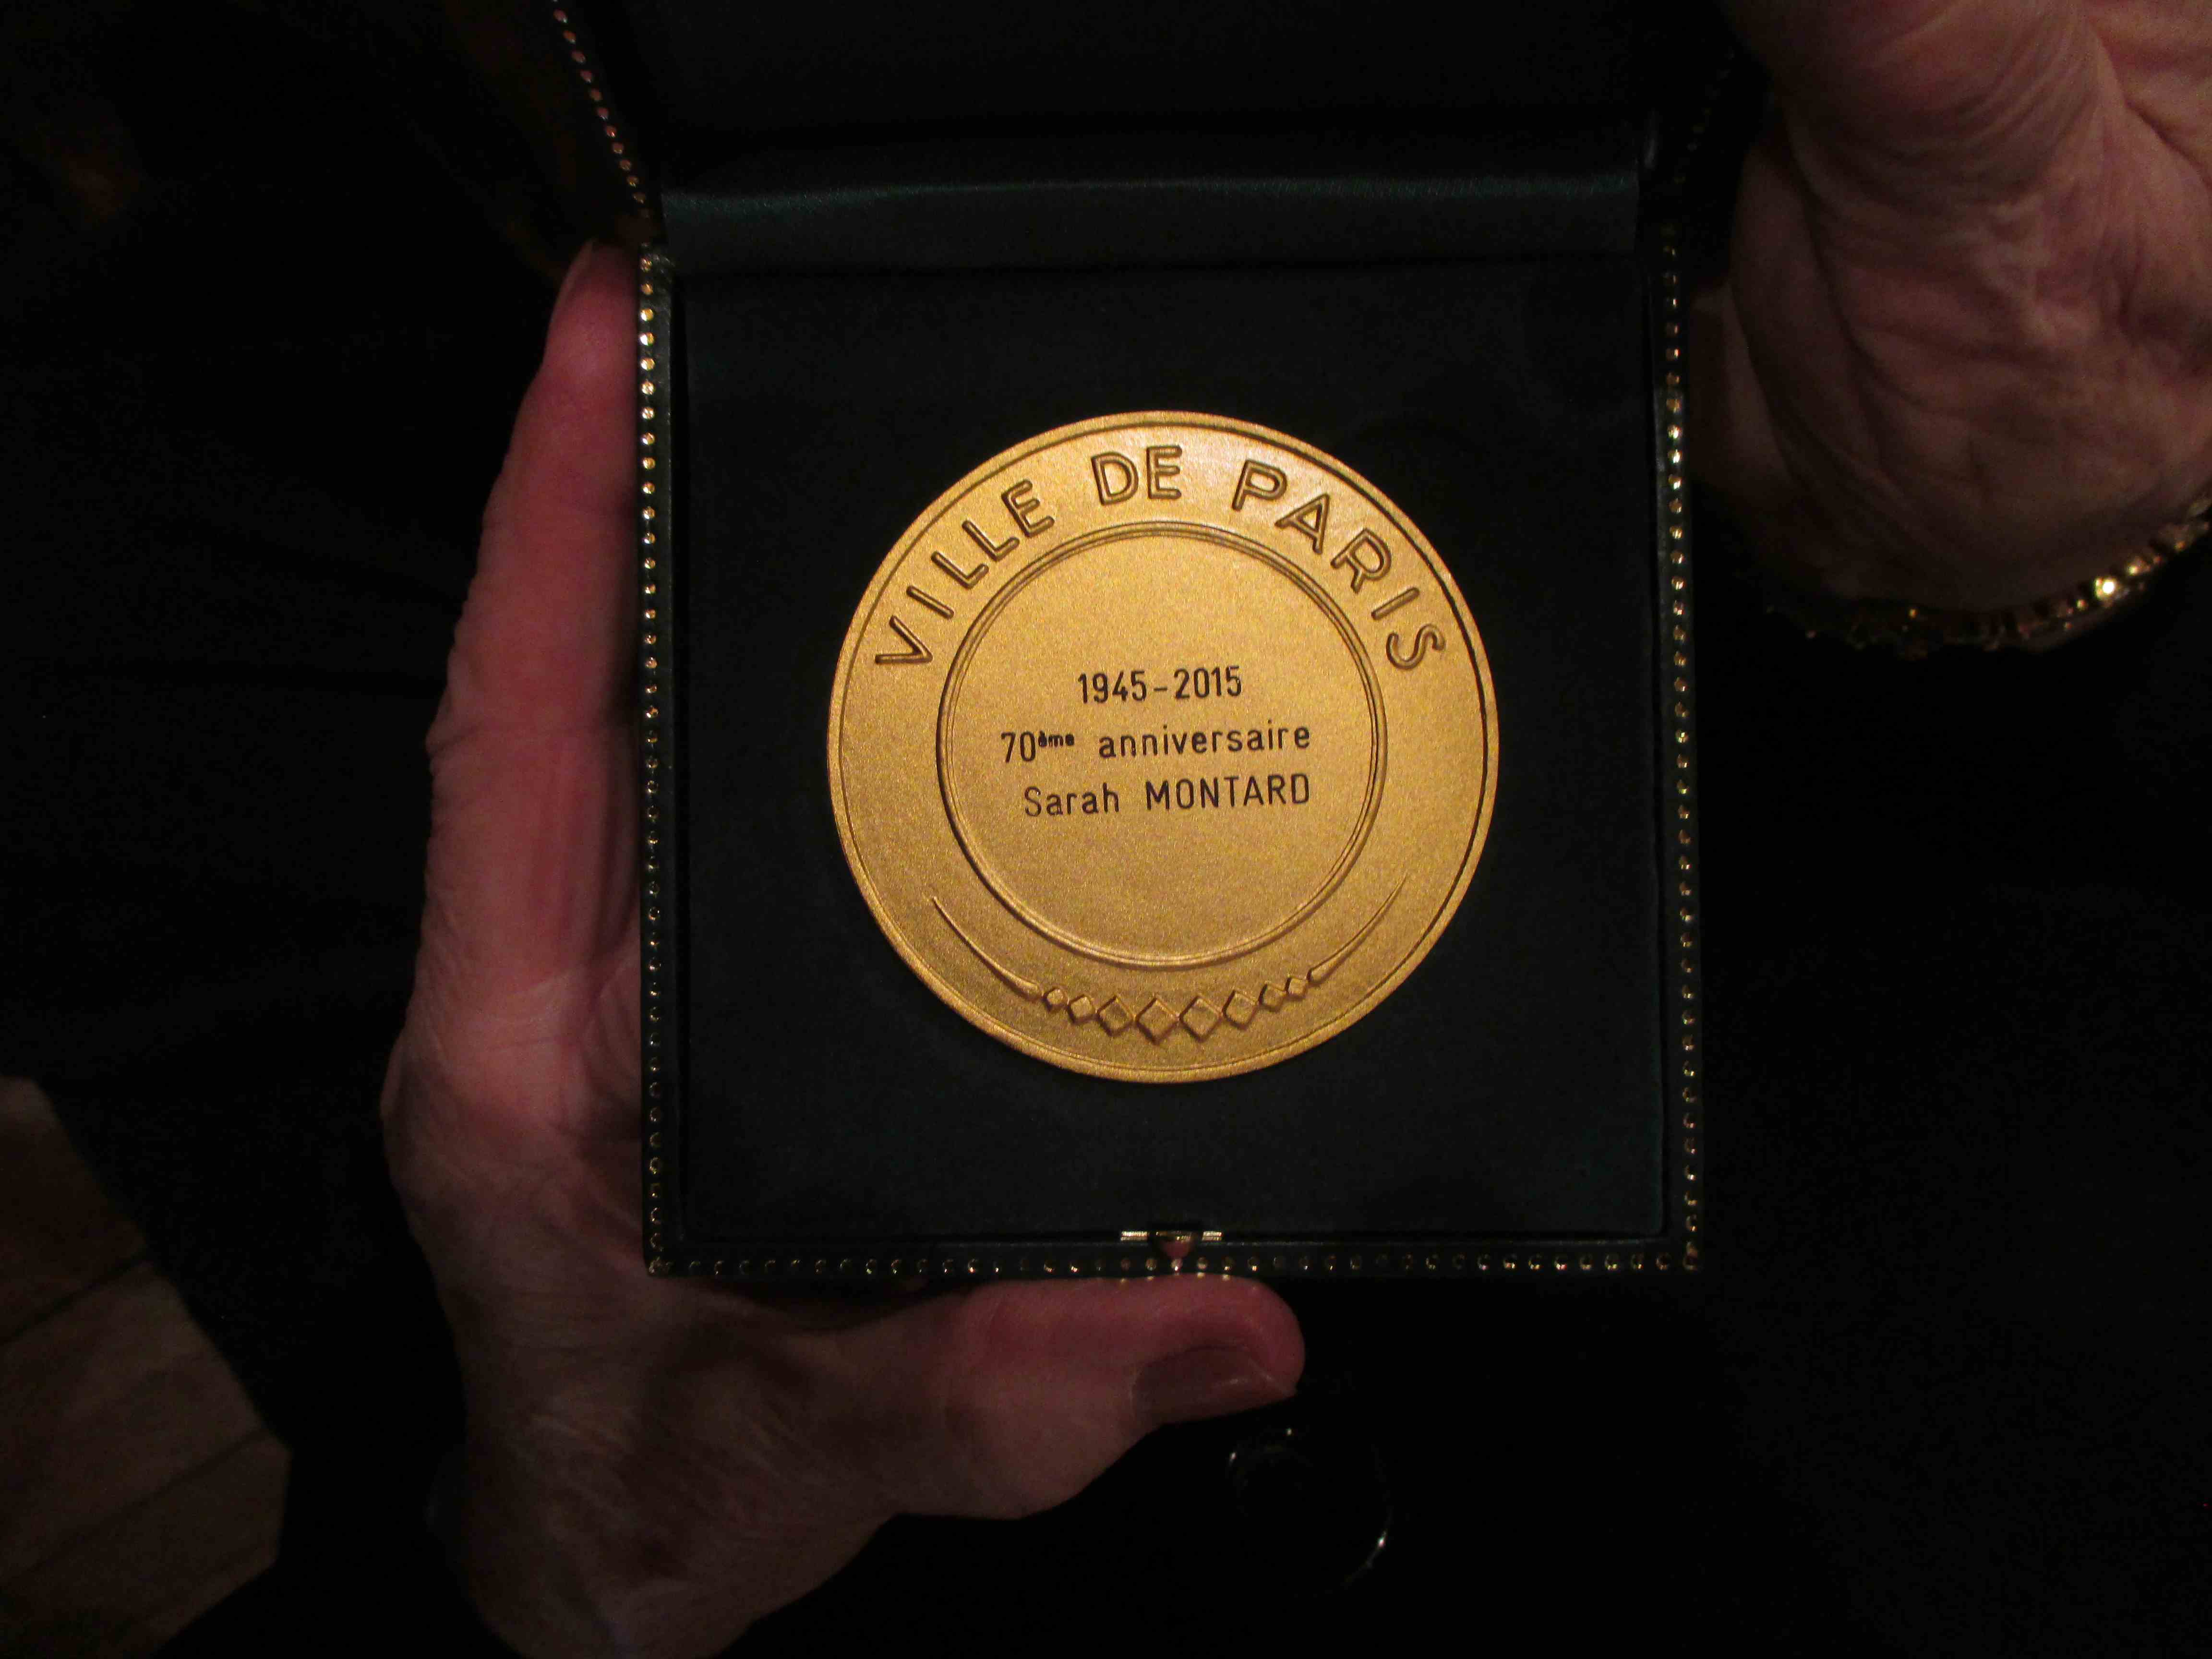 VILLE DE PARIS
1945-2015
70ème anniversaire
Sarah MONTARD